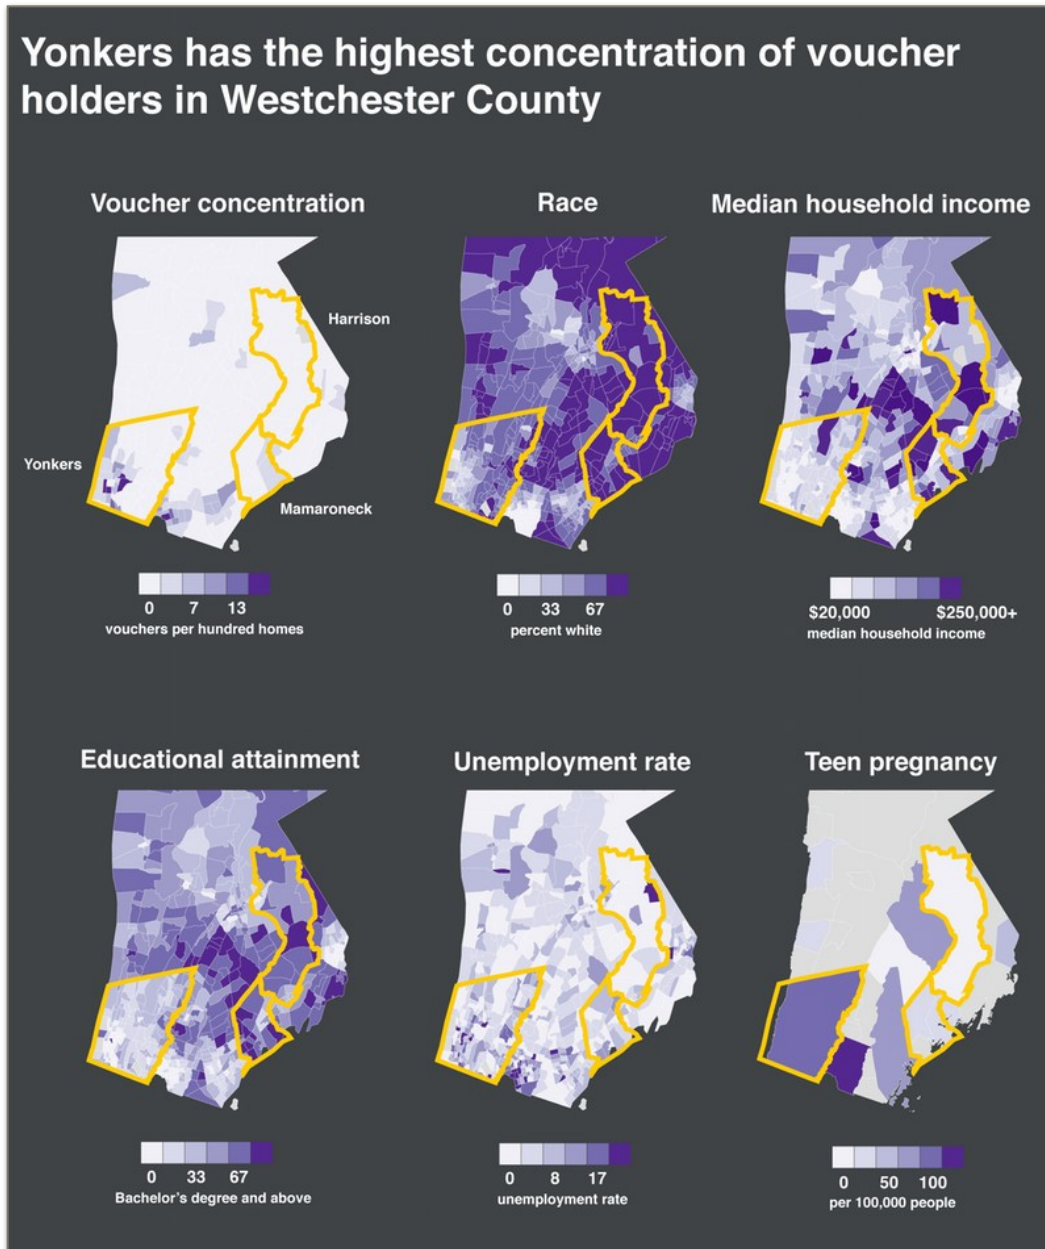 Yonkers has the highest concentration of voucher
holders in Westchester County
Voucher concentration
Race
Median household income
Harrison
Yonkers
Mamaroneck
0 7 13
vouchers per hundred homes
0 33 67
percent white
$20,000 $250,000+
median household income
Educational attainment
Unemployment rate
Teen pregnancy
0 33 67
Bachelor's degree and above
0 8 17
unemployment rate
0 50 100
per 100,000 people